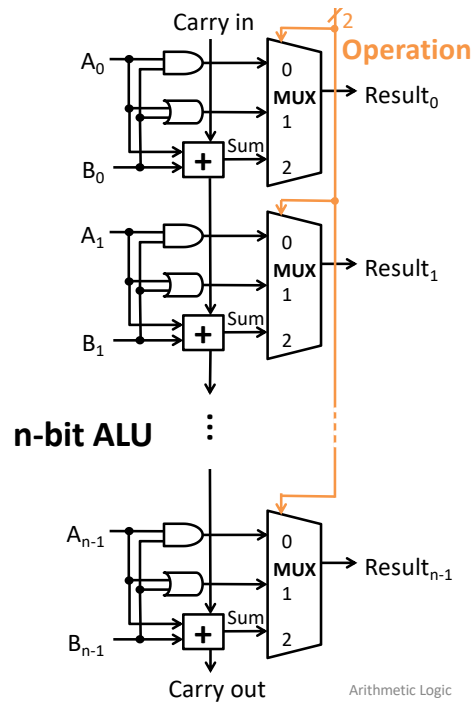 Carry in
2
Operation
A0
0
MUX
Result0
1
Sum
+
B0
2
A1
0
MUX
Result1
1
Sum
+
B1
2
n-bit ALU
An-1
0
MUX
Resultn-1
1
Sum
+
Bn-1
2
Carry out
Arithmetic Logic